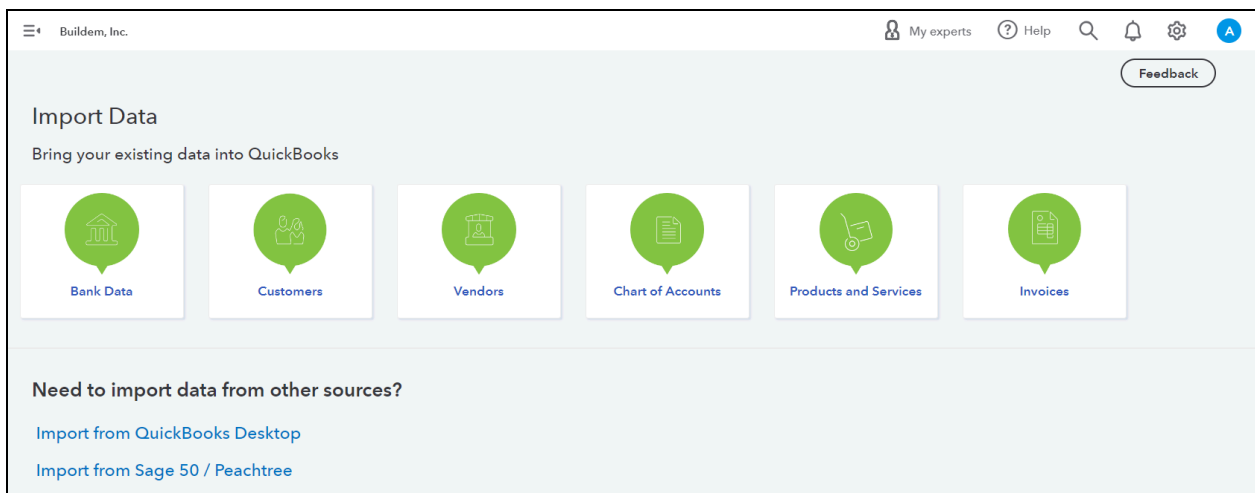 Buildem, Inc. My experts Help A
Feedback
Import Data
Bring your existing data into QuickBooks
Bank Data Customers Vendors Chart of Accounts Products and Services Invoices
Need to import data from other sources?
Import from QuickBooks Desktop
Import from Sage 50 / Peachtree